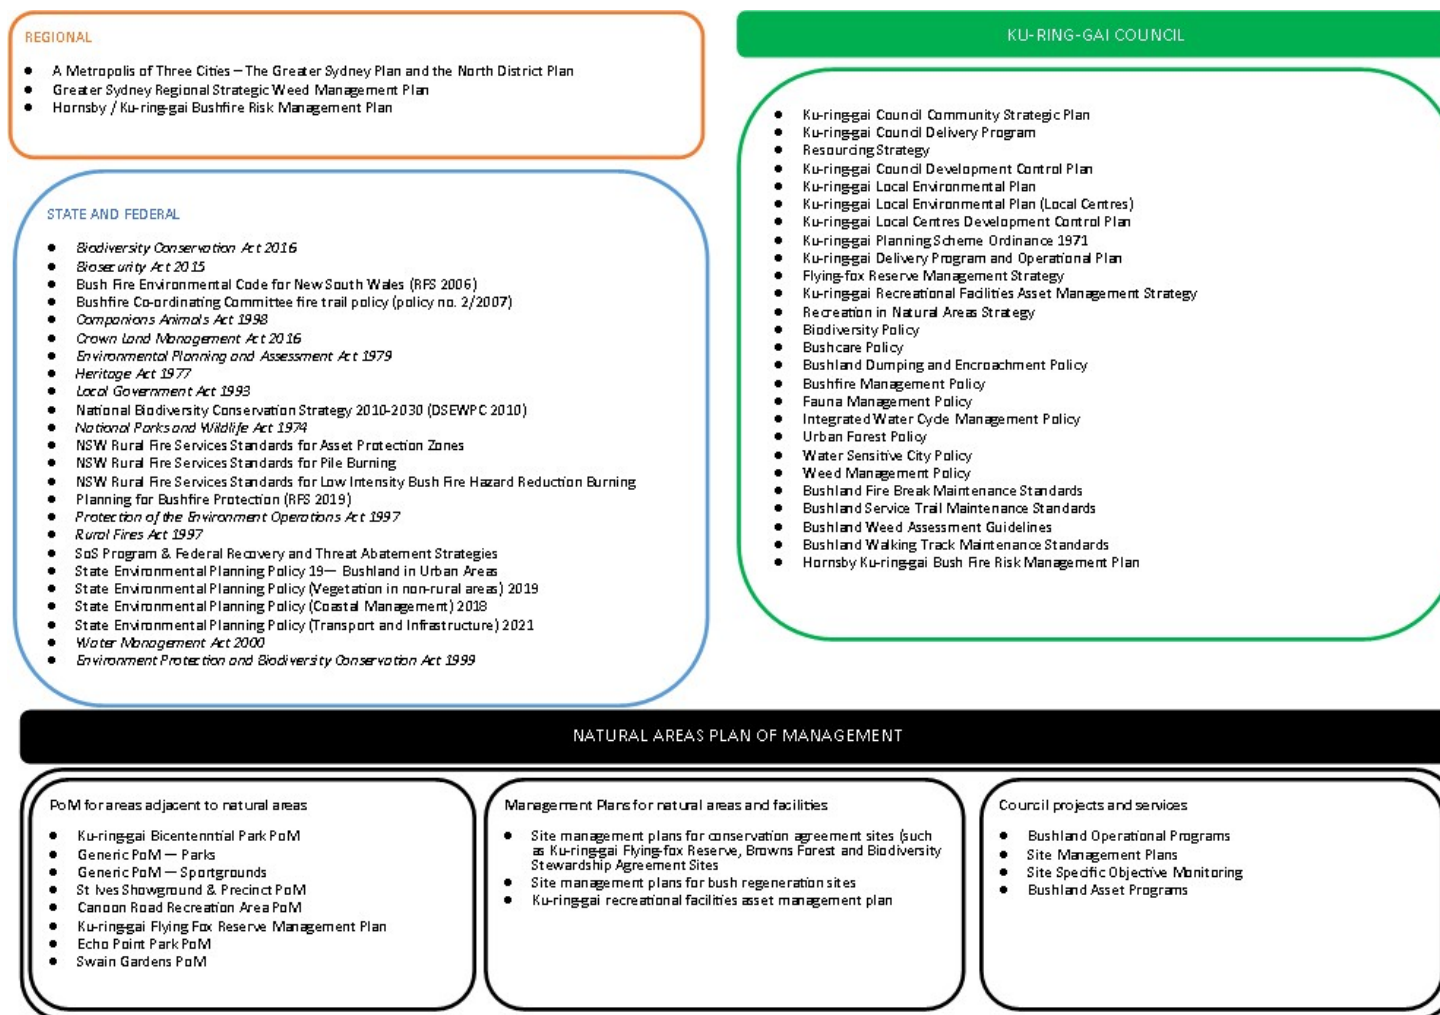 REGIONAL
● A Metropolis of Three Cities – The Greater Sydney Plan and the North District Plan
● Greater Sydney Regional Strategic Weed Management Plan
● Hornsby / Ku-ring-gai Bushfire Risk Management Plan
STATE AND FEDERAL
● Biodiversity Conservation Act 2016
● Biosecurity Act 2015
● Bush Fire Environmental Code for New South Wales (RFS 2006)
● Bushfire Co-ordinating Committee fire trail policy (policy no. 2/2007)
● Companions Animals Act 1998
● Crown Land Management Act 2016
● Environmental Planning and Assessment Act 1979
● Heritage Act 1977
● Local Government Act 1993
● National Biodiversity Conservation Strategy 2010-2030 (DSEWPC 2010)
● National Parks and Wildlife Act 1974
● NSW Rural Fire Services Standards for Asset Protection Zones
● NSW Rural Fire Services Standards for Pile Burning
● NSW Rural Fire Services Standards for Low Intensity Bush Fire Hazard Reduction Burning
● Planning for Bushfire Protection (RFS 2019)
● Protection of the Environment Operations Act 1997
● Rural Fires Act 1997
● SoS Program & Federal Recovery and Threat Abatement Strategies
● State Environmental Planning Policy 19— Bushland in Urban Areas
● State Environmental Planning Policy (Vegetation in non-rural areas) 2019
● State Environmental Planning Policy (Coastal Management) 2018
● State Environmental Planning Policy (Transport and Infrastructure) 2021
● Water Management Act 2000
● Environment Protection and Biodiversity Conservation Act 1999
KU-RING-GAI COUNCIL
● Ku-ring-gai Council Community Strategic Plan
● Ku-ring-gai Council Delivery Program
● Resourcing Strategy
● Ku-ring-gai Council Development Control Plan
● Ku-ring-gai Local Environmental Plan
● Ku-ring-gai Local Environmental Plan (Local Centres)
● Ku-ring-gai Local Centres Development Control Plan
● Ku-ring-gai Planning Scheme Ordinance 1971
● Ku-ring-gai Delivery Program and Operational Plan
● Flying-fox Reserve Management Strategy
● Ku-ring-gai Recreational Facilities Asset Management Strategy
● Recreation in Natural Areas Strategy
● Biodiversity Policy
● Bushcare Policy
● Bushland Dumping and Encroachment Policy
● Bushfire Management Policy
● Fauna Management Policy
● Integrated Water Cycle Management Policy
● Urban Forest Policy
● Water Sensitive City Policy
● Weed Management Policy
● Bushland Fire Break Maintenance Standards
● Bushland Service Trail Maintenance Standards
● Bushland Weed Assessment Guidelines
● Bushland Walking Track Maintenance Standards
● Hornsby Ku-ring-gai Bush Fire Risk Management Plan
NATURAL AREAS PLAN OF MANAGEMENT
PoM for areas adjacent to natural areas
● Ku-ring-gai Bicentenntial Park PoM
● Generic PoM — Parks
● Generic PoM — Sportgrounds
● St Ives Showground & Precinct PoM
● Canoon Road Recreation Area PoM
● Ku-ring-gai Flying Fox Reserve Management Plan
● Echo Point Park PoM
● Swain Gardens PoM
Management Plans for natural areas and facilities
● Site management plans for conservation agreement sites (such
as Ku-ring-gai Flying-fox Reserve, Browns Forest and Biodiversity
Stewardship Agreement Sites
● Site management plans for bush regeneration sites
● Ku-ring-gai recreational facilities asset management plan
Council projects and services
● Bushland Operational Programs
● Site Management Plans
● Site Specific Objective Monitoring
● Bushland Asset Programs